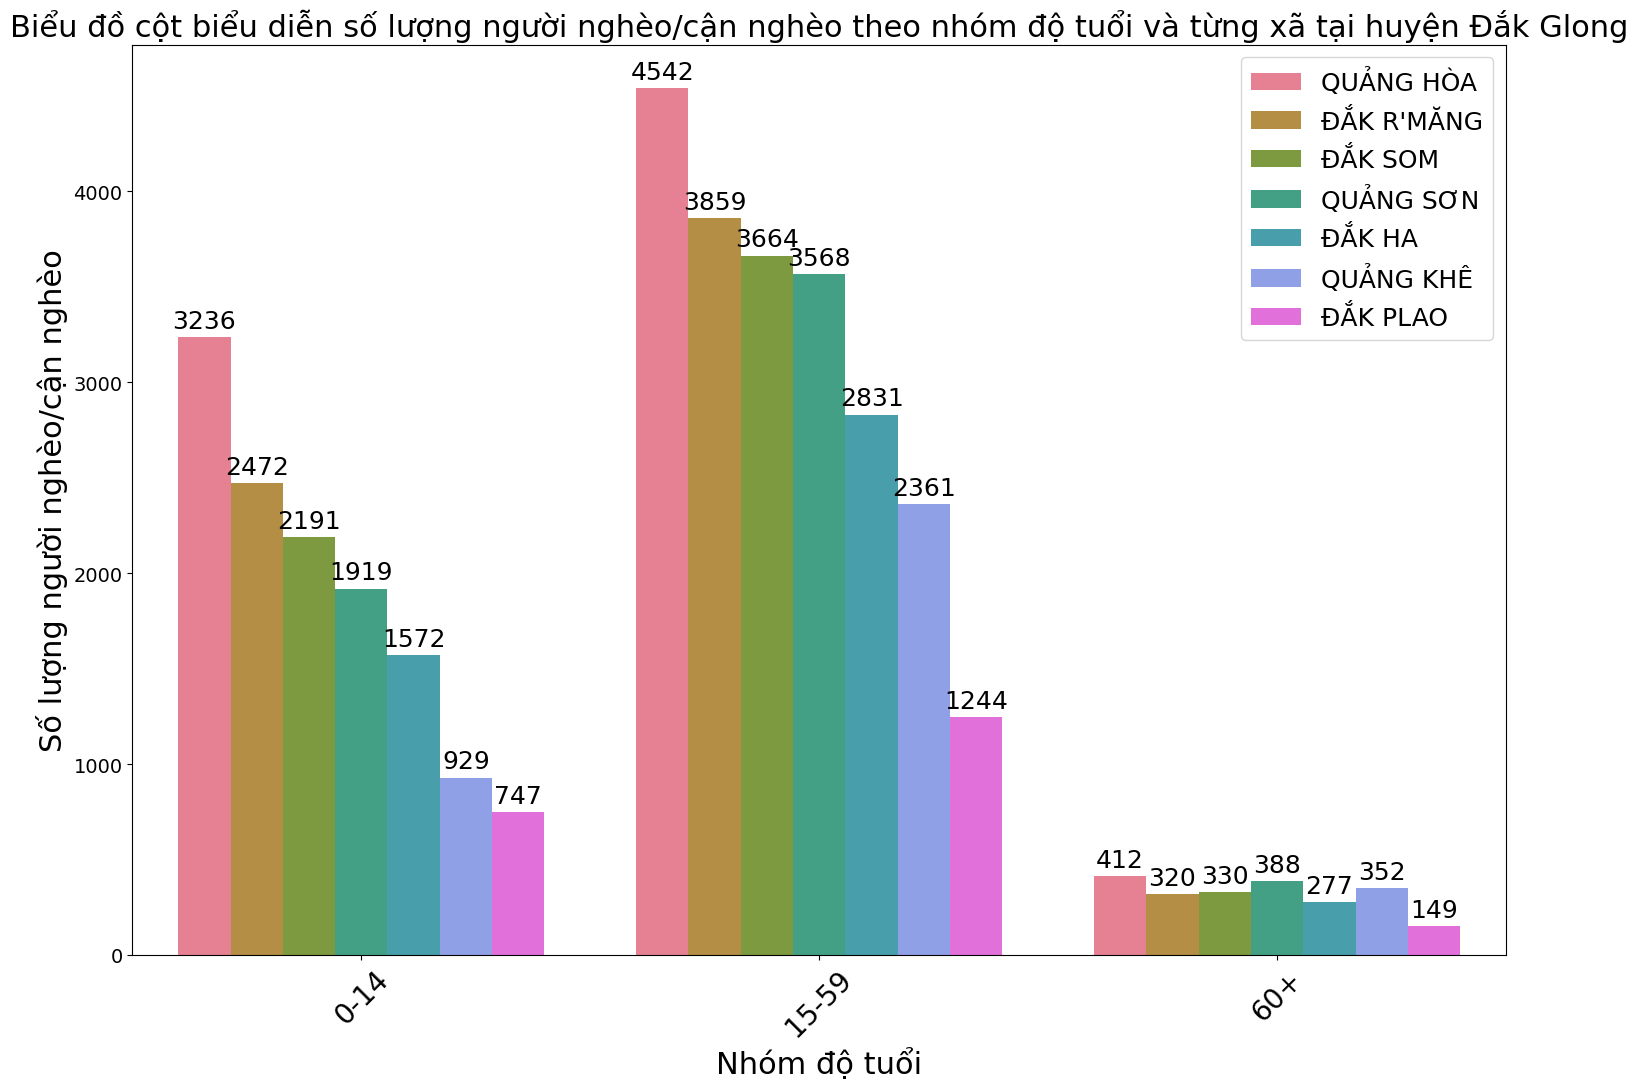 Biểu đồ cột biểu diễn số lượng người nghèo/cận nghèo theo nhóm độ tuổi và từng xã tại huyện Đắk Glong
QUẢNG HÒA
ĐẮK R'MĂNG
ĐẮK SOM
QUẢNG SƠN
ĐẮK HA
QUẢNG KHÊ
ĐẮK PLAO
Số lượng người nghèo/cận nghèo
4000
3000
2000
1000
0
3236
2472
2191
1919
1572
929
747
4542
3859
3664
3568
2831
2361
1244
412
320
330
388
277
352
149
0-14
15-59
60+
Nhóm độ tuổi